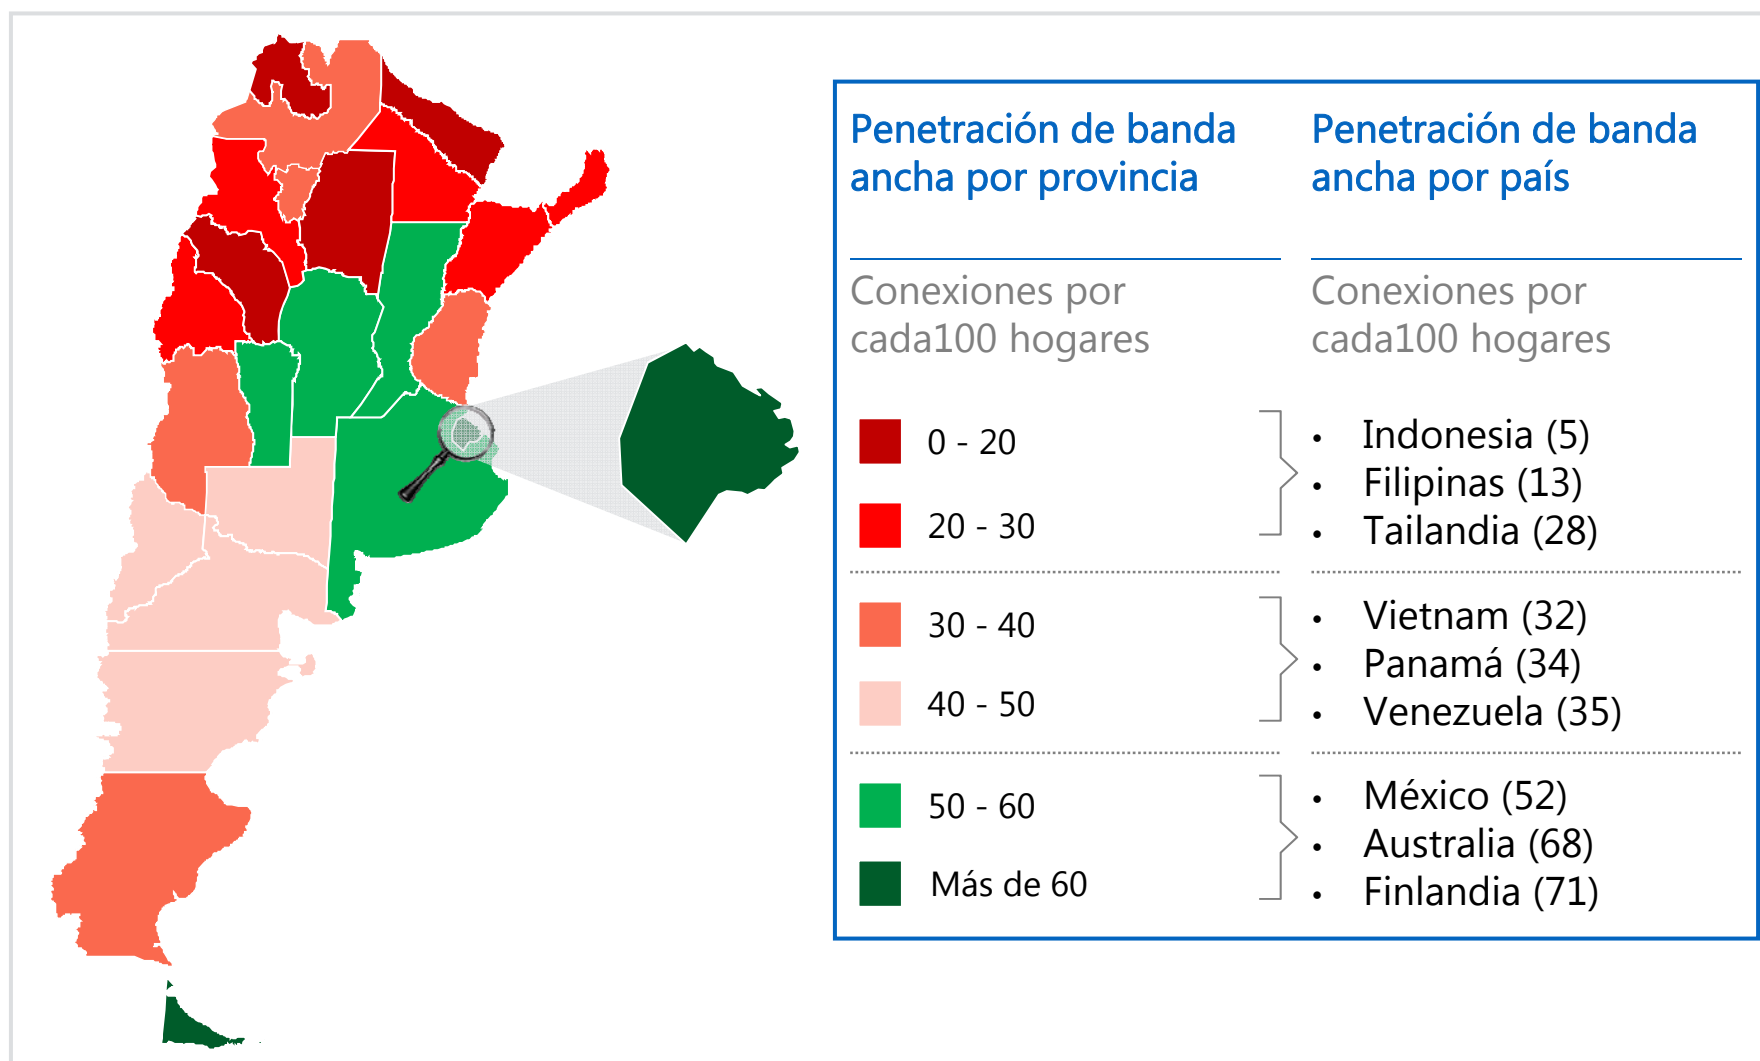 Penetración de banda
ancha por provincia
Penetración de banda
ancha por país
Conexiones por
cada100 hogares
Conexiones por
cada100 hogares
0 - 20
20 - 30
• Indonesia (5)
• Filipinas (13)
• Tailandia (28)
30 - 40
40 - 50
• Vietnam (32)
• Panamá (34)
• Venezuela (35)
50 - 60
Más de 60
• México (52)
• Australia (68)
• Finlandia (71)